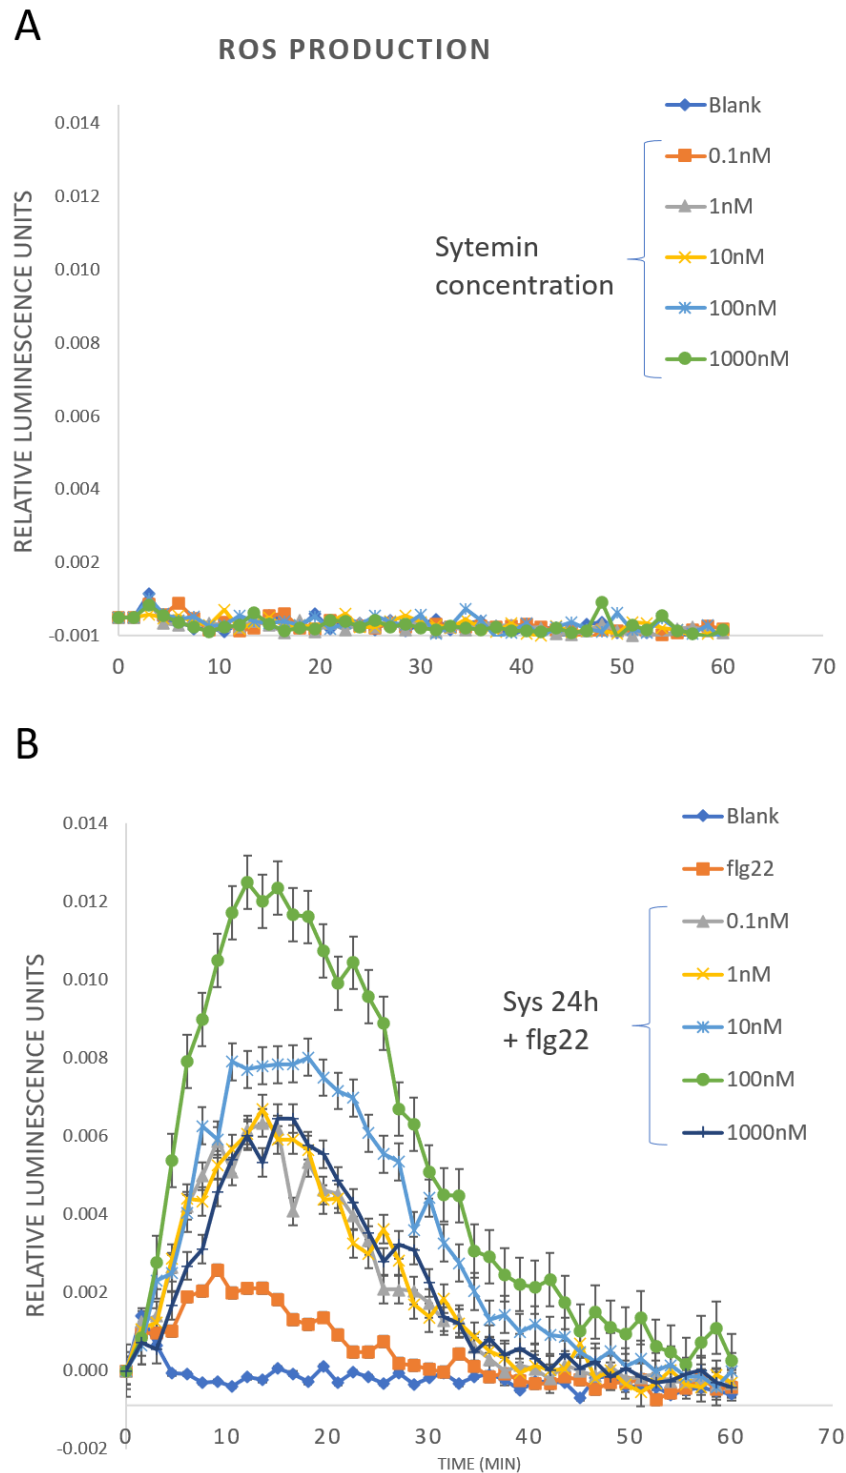 A
ROS PRODUCTION
RELATIVE LUMINESCENCE UNITS
0.014
0.012
0.010
0.008
0.006
0.004
0.002
-0.001
0 10 20 30 40 50 60 70
Sytemin
concentration
Blank
0.1nM
1nM
10nM
100nM
1000nM
B
RELATIVE LUMINESCENCE UNITS
0.014
0.012
0.010
0.008
0.006
0.004
0.002
0.000
-0.002
0 10 20 30 40 50 60 70
TIME (MIN)
Sys 24h
+ flg22
Blank
flg22
0.1nM
1nM
10nM
100nM
1000nM